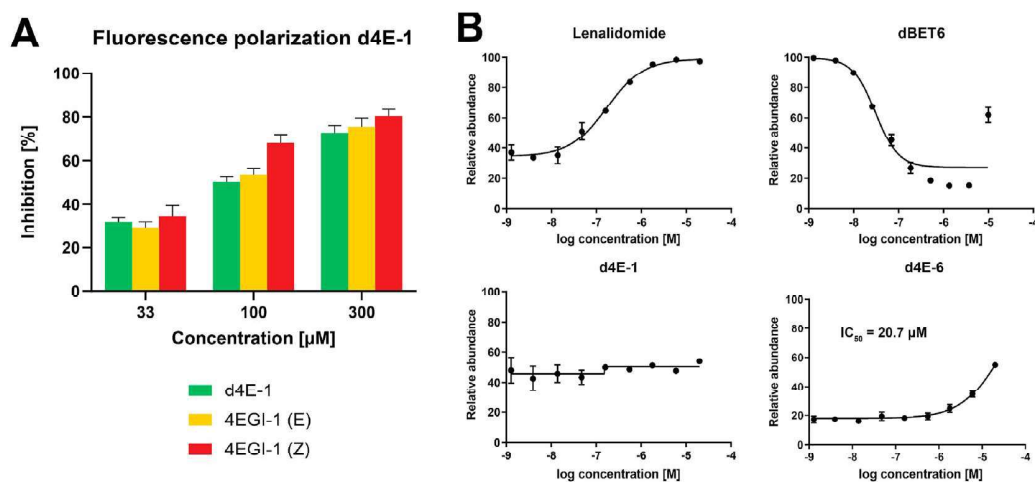 A
Fluorescence polarization d4E-1
Inhibition [%]
100
80
60
40
20
0
33
100
300
Concentration [µM]
d4E-1
4EGI-1 (E)
4EGI-1 (Z)
B
Lenalidomide
Relative abundance
100
80
60
40
20
0
-9
-8
-7
-6
-5
-4
log concentration [M]
dBET6
Relative abundance
100
80
60
40
20
0
-9
-8
-7
-6
-5
-4
log concentration [M]
d4E-1
Relative abundance
100
80
60
40
20
0
-9
-8
-7
-6
-5
-4
log concentration [M]
d4E-6
IC50 = 20.7 µM
Relative abundance
100
80
60
40
20
0
-9
-8
-7
-6
-5
-4
log concentration [M]